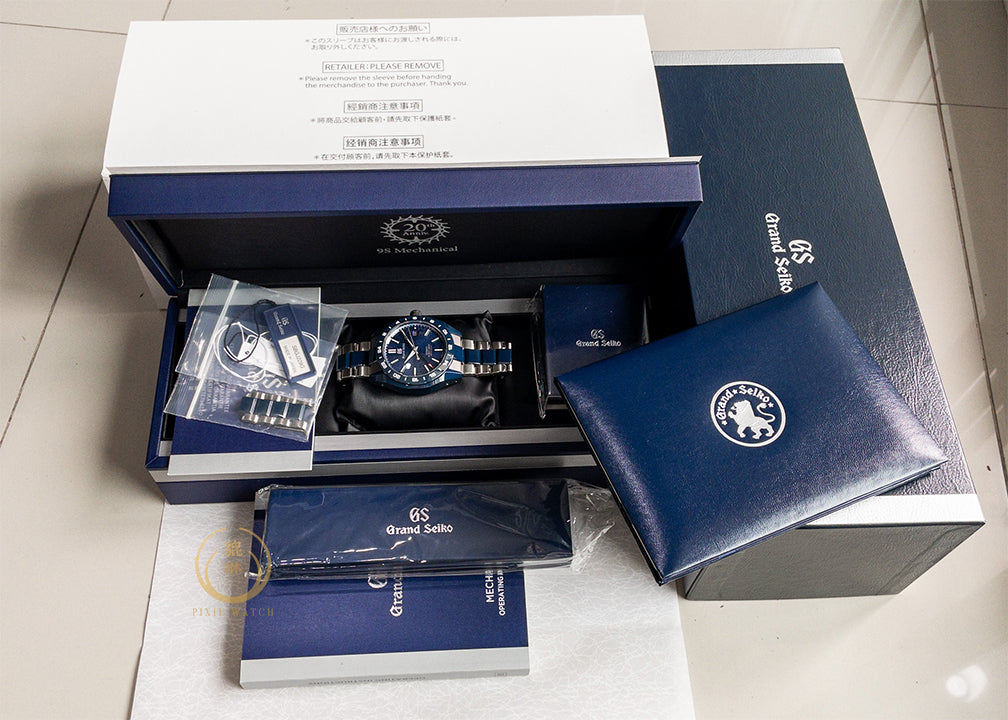 販売店様へのお願い
＊このスリーブはお客様にお渡しされる際には、
お取り外しください。
RETAILER：PLEASE REMOVE
＊Please remove the sleeve before handing
the merchandise to the purchaser. Thank you.
經銷商注意事項
＊將商品交給顧客前，請先取下保護紙套。
经销商注意事项
＊在交付顾客前，请先取下本保护纸套。
20th
Anniv.
9S Mechanical
GS
Grand Seiko
GS
GS
Grand Seiko
Grand Seiko
GS
Grand Seiko
PIXIE WATCH
Grand
MECHA
OPERATING